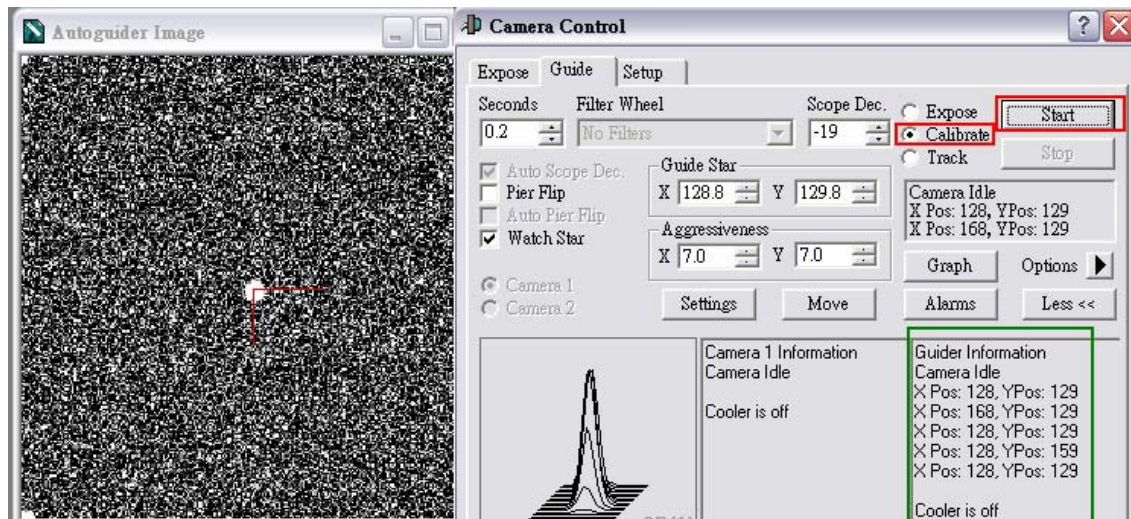 Autoguider Image
Camera Control
Expose Guide Setup
Seconds Filter Wheel Scope Dec.
0.2 No Filters -19
Expose
Calibrate
Track
Start
Stop
Auto Scope Dec.
Pier Flip
Auto Pier Flip
Watch Star
Guide Star
X 128.8 Y 129.8
Aggressiveness
X 7.0 Y 7.0
Camera Idle
X Pos: 128, YPos: 129
X Pos: 168, YPos: 129
Camera 1
Camera 2
Settings Move
Graph Options
Alarms Less <<
Camera 1 Information
Camera Idle
Cooler is off
Guider Information
Camera Idle
X Pos: 128, YPos: 129
X Pos: 168, YPos: 129
X Pos: 128, YPos: 129
X Pos: 128, YPos: 159
X Pos: 128, YPos: 129
Cooler is off